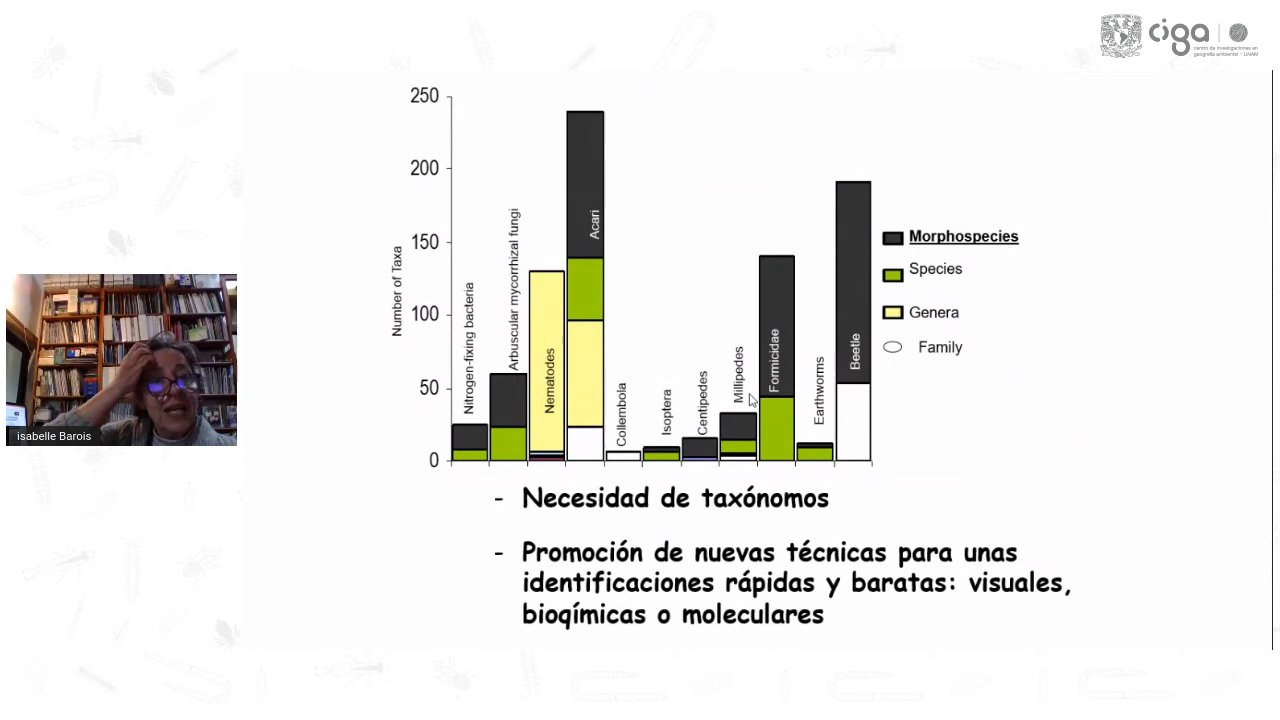 ciga
centro de investigaciones en
geografía ambiental - UNAM
250
200
150
100
50
0
Number of Taxa
Nitrogen-fixing bacteria
Arbuscular mycorrhizal fungi
Nematodes
Acari
Collembola
Isoptera
Centipedes
Millipedes
Formicidae
Earthworms
Beetle
Morphospecies
Species
Genera
Family
isabelle Barois
- Necesidad de taxónomos
- Promoción de nuevas técnicas para unas
identificaciones rápidas y baratas: visuales,
bioqímicas o moleculares